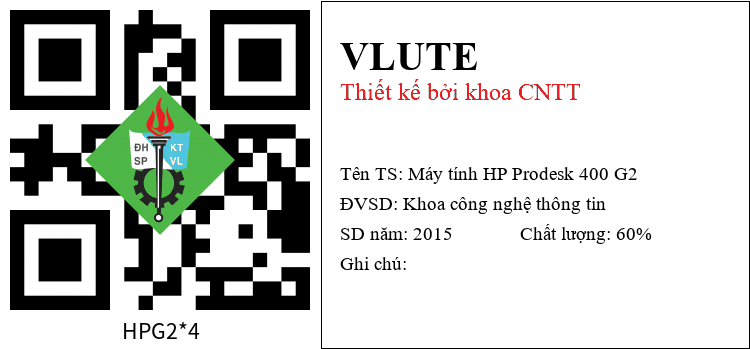 ĐH KT
SP VL
HPG2*4
VLUTE
Thiết kế bởi khoa CNTT
Tên TS: Máy tính HP Prodesk 400 G2
ĐVSD: Khoa công nghệ thông tin
SD năm: 2015 Chất lượng: 60%
Ghi chú: